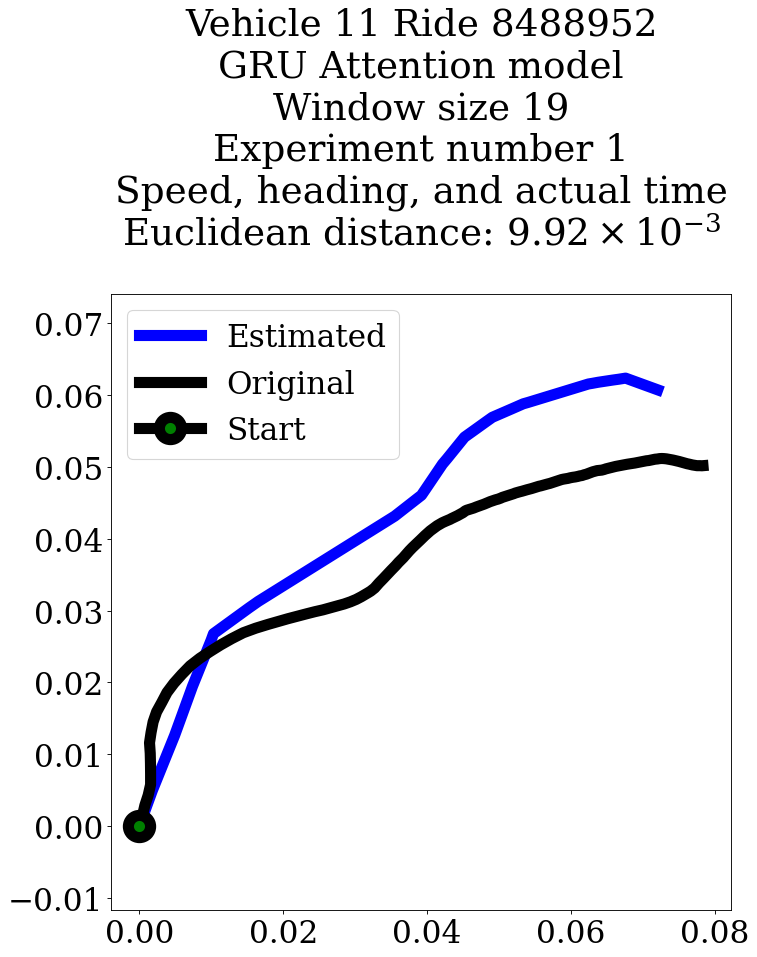 Vehicle 11 Ride 8488952
GRU Attention model
Window size 19
Experiment number 1
Speed, heading, and actual time
Euclidean distance: 9.92 × 10⁻³
Estimated
Original
Start
0.07
0.06
0.05
0.04
0.03
0.02
0.01
0.00
−0.01
0.00 0.02 0.04 0.06 0.08